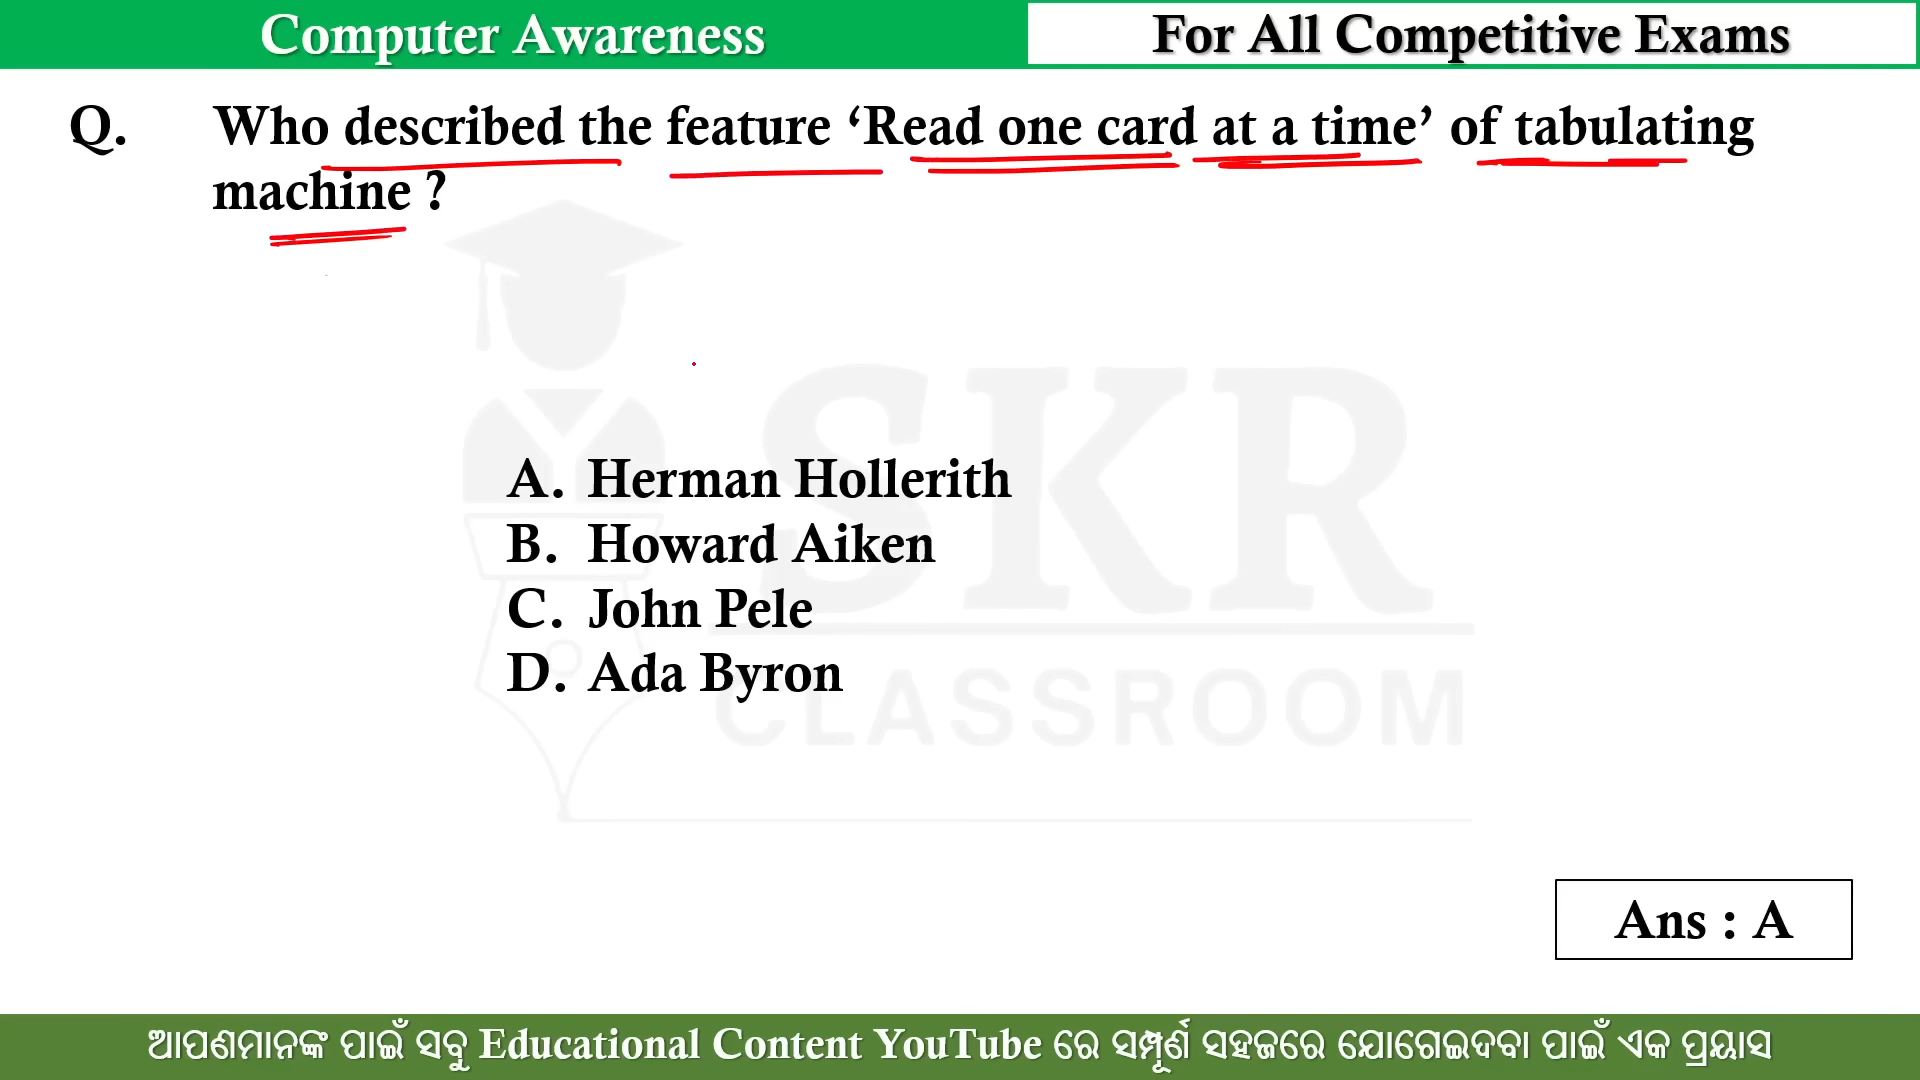 Computer Awareness
For All Competitive Exams
Q. Who described the feature ‘Read one card at a time’ of tabulating
machine ?
SKR
CLASSROOM
A. Herman Hollerith
B. Howard Aiken
C. John Pele
D. Ada Byron
Ans : A
ଆପଣମାନଙ୍କ ପାଇଁ ସବୁ Educational Content YouTube ରେ ସମ୍ପୂର୍ଣ ସହଜରେ ଯୋଗେଇଦବା ପାଇଁ ଏକ ପ୍ରୟାସ